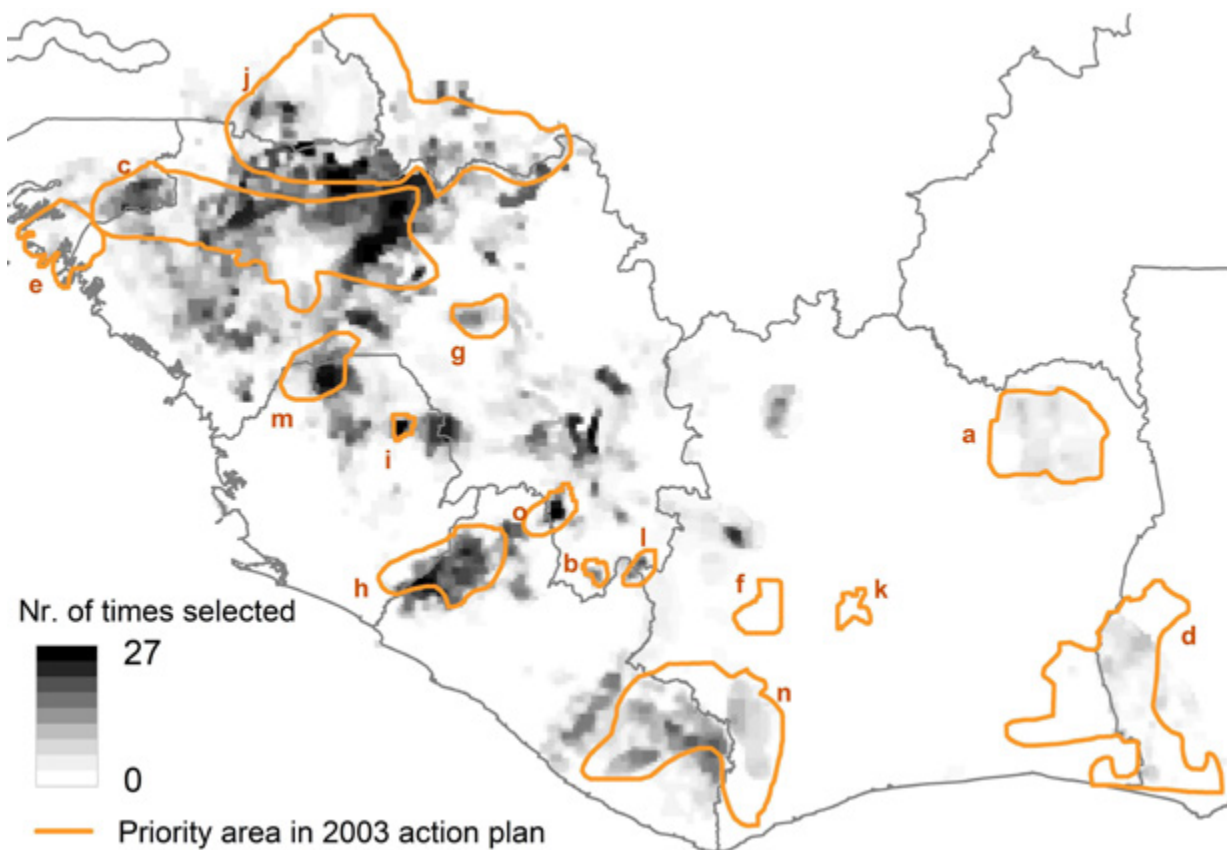 j
c
e
g
m
a
i
o
l
b
h
f
k
d
n
Nr. of times selected
27
0
Priority area in 2003 action plan